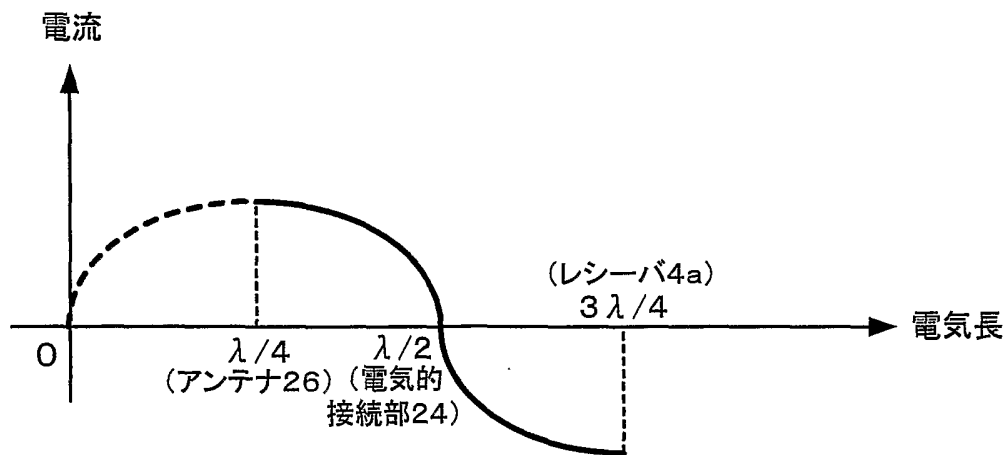 電流
(レシーバ4a)
3λ/4
電気長
0
λ/4
λ/2
(アンテナ26)
(電気的
接続部24)